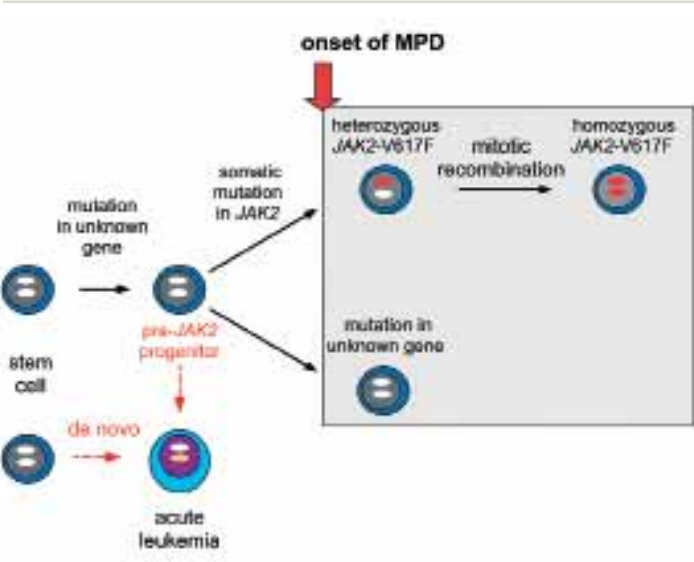 onset of MPD
heterozygous
JAK2-V617F
mitotic
recombination
homozygous
JAK2-V617F
somatic
mutation
in JAK2
mutation
in unknown
gene
pre-JAK2
progenitor
mutation in
unknown gene
stem
cell
de novo
acute
leukemia